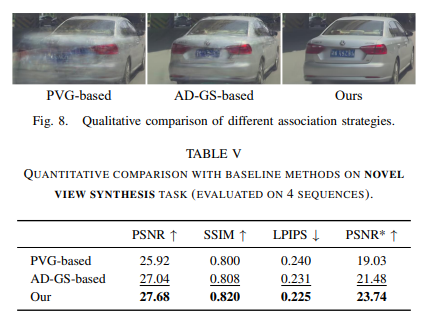 PVG-based AD-GS-based Ours
Fig. 8. Qualitative comparison of different association strategies.
TABLE V
QUANTITATIVE COMPARISON WITH BASELINE METHODS ON NOVEL
VIEW SYNTHESIS TASK (EVALUATED ON 4 SEQUENCES).
PSNR ↑ SSIM ↑ LPIPS ↓ PSNR* ↑
PVG-based 25.92 0.800 0.240 19.03
AD-GS-based 27.04 0.808 0.231 21.48
Our 27.68 0.820 0.225 23.74